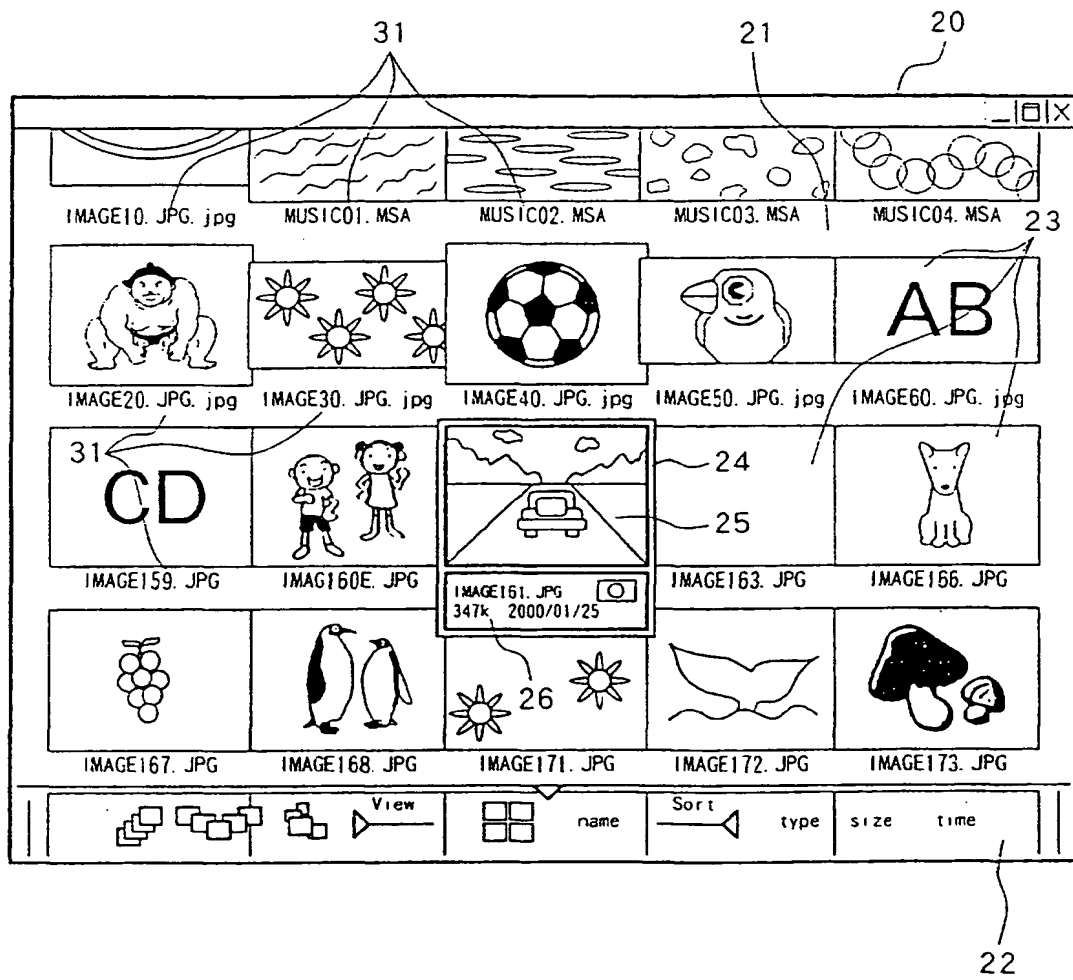 20
31 21
IMAGE10. JPG. jpg MUSIC01. MSA MUSIC02. MSA MUSIC03. MSA MUSIC04. MSA
23
AB
IMAGE20. JPG. jpg IMAGE30. JPG. jpg IMAGE40. JPG. jpg IMAGE50. JPG. jpg IMAGE60. JPG. jpg
31
CD
24
25
IMAGE159. JPG IMAG160E. JPG IMAGE163. JPG IMAGE166. JPG
IMAGE161. JPG
347k 2000/01/25
26
IMAGE167. JPG IMAGE168. JPG IMAGE171. JPG IMAGE172. JPG IMAGE173. JPG
View name Sort type size time
22